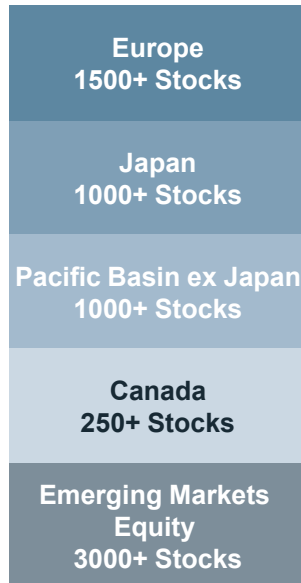 Europe
1500+ Stocks
Japan
1000+ Stocks
Pacific Basin ex Japan
1000+ Stocks
Canada
250+ Stocks
Emerging Markets
Equity
3000+ Stocks